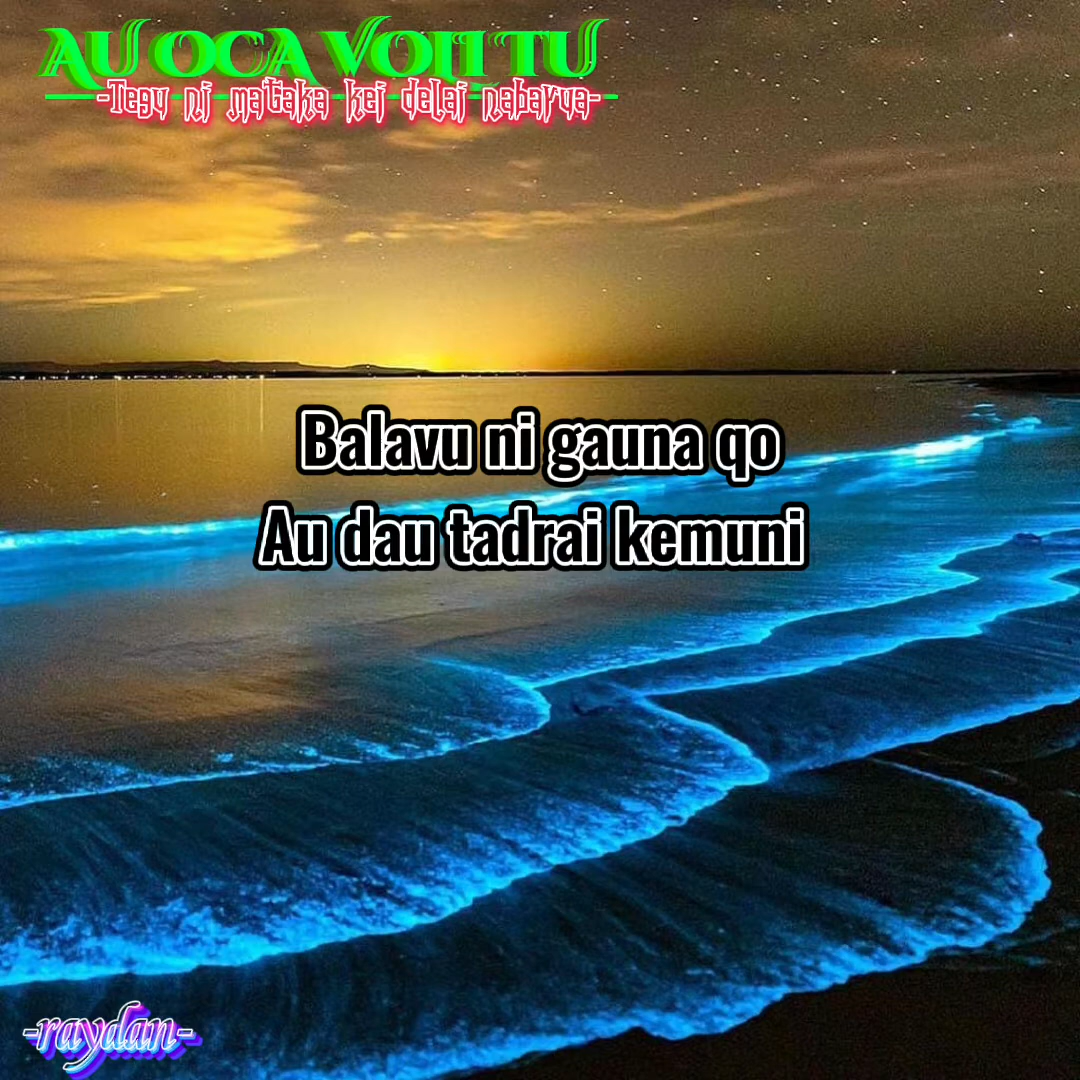 AU OCA VOLI TU
-Tegu ni mataka kei delai nabarua-
Balavu ni gauna qo
Au dau tadrai kemuni
-raydan-